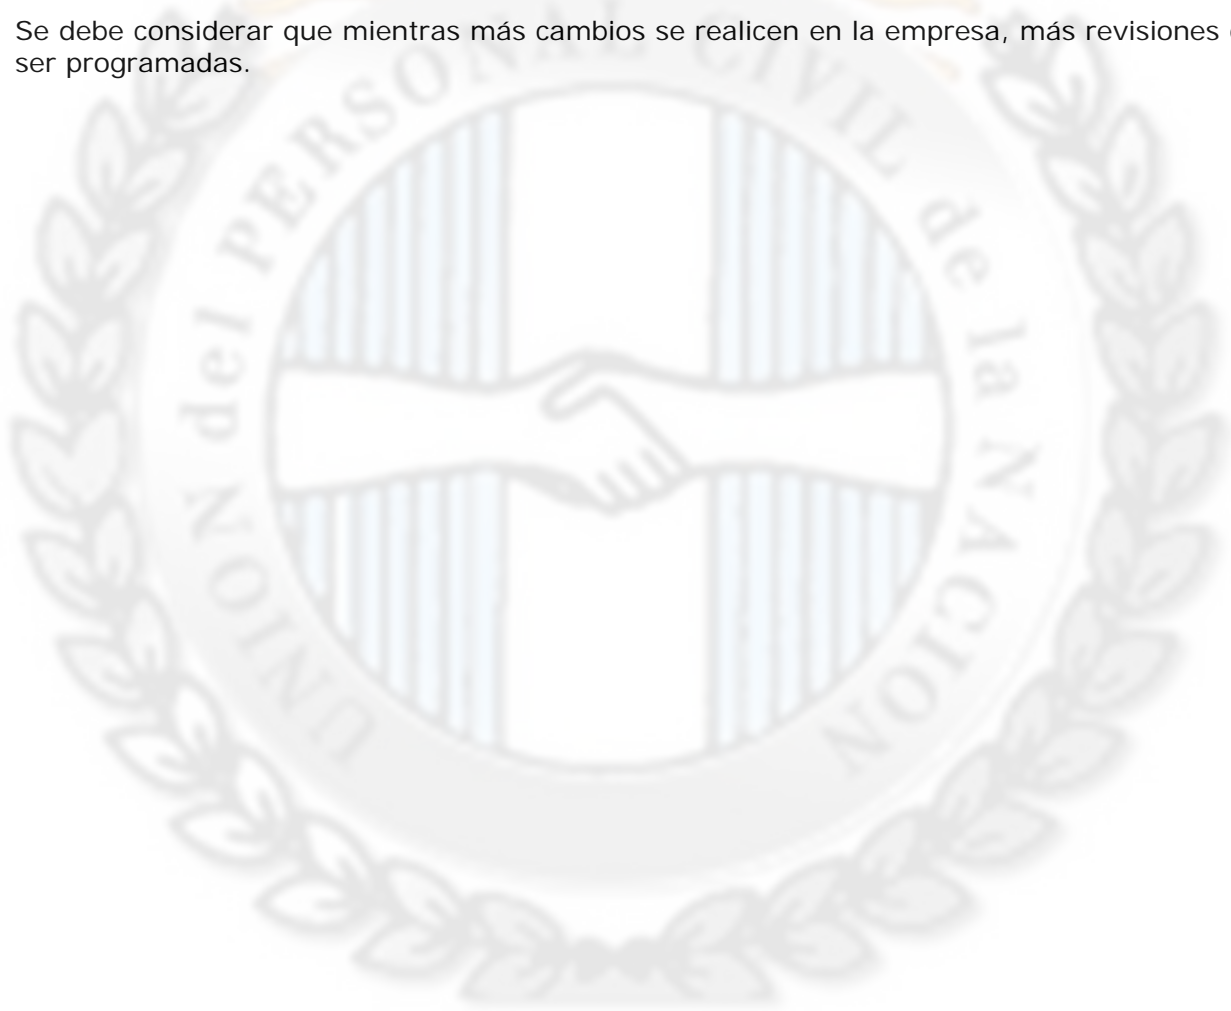 Se debe considerar que mientras más cambios se realicen en la empresa, más revisiones
ser programadas.
UNION del PERSONAL CIVIL de la NACION